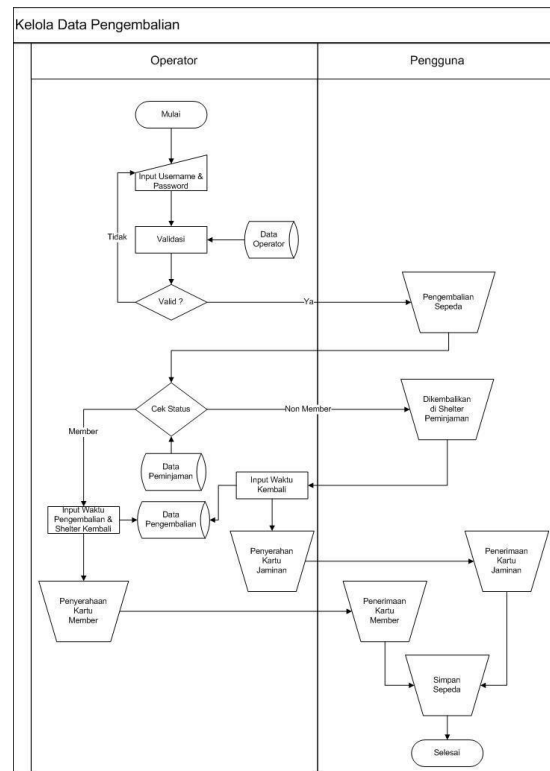 Kelola Data Pengembalian
Operator
Pengguna
Mulai
Input Username &
Password
Tidak
Validasi
Data
Operator
Valid ?
Ya
Pengembalian
Sepeda
Cek Status
Non Member
Dikembalikan
di Shelter
Peminjaman
Member
Data
Peminjaman
Input Waktu
Kembali
Input Waktu
Pengembalian &
Shelter Kembali
Data
Pengembalian
Penyerahan
Kartu
Jaminan
Penerimaan
Kartu
Jaminan
Penyerahaan
Kartu
Member
Penerimaan
Kartu
Member
Simpan
Sepeda
Selesai